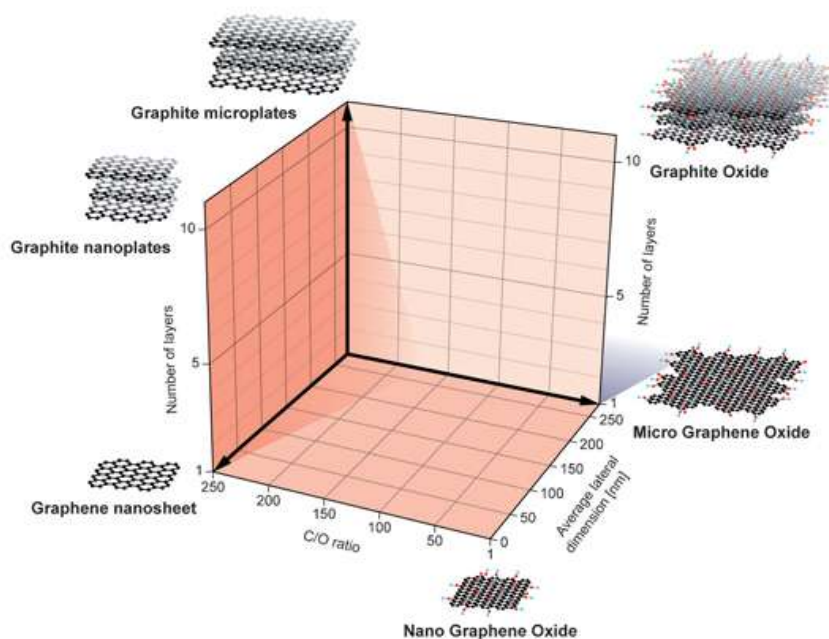 Graphite microplates
Graphite Oxide
Graphite nanoplates
10
5
1
Number of layers
10
5
1
Number of layers
Micro Graphene Oxide
Graphene nanosheet
250
200
150
100
50
1
C/O ratio
250
200
150
100
50
0
Average lateral
dimension [nm]
Nano Graphene Oxide